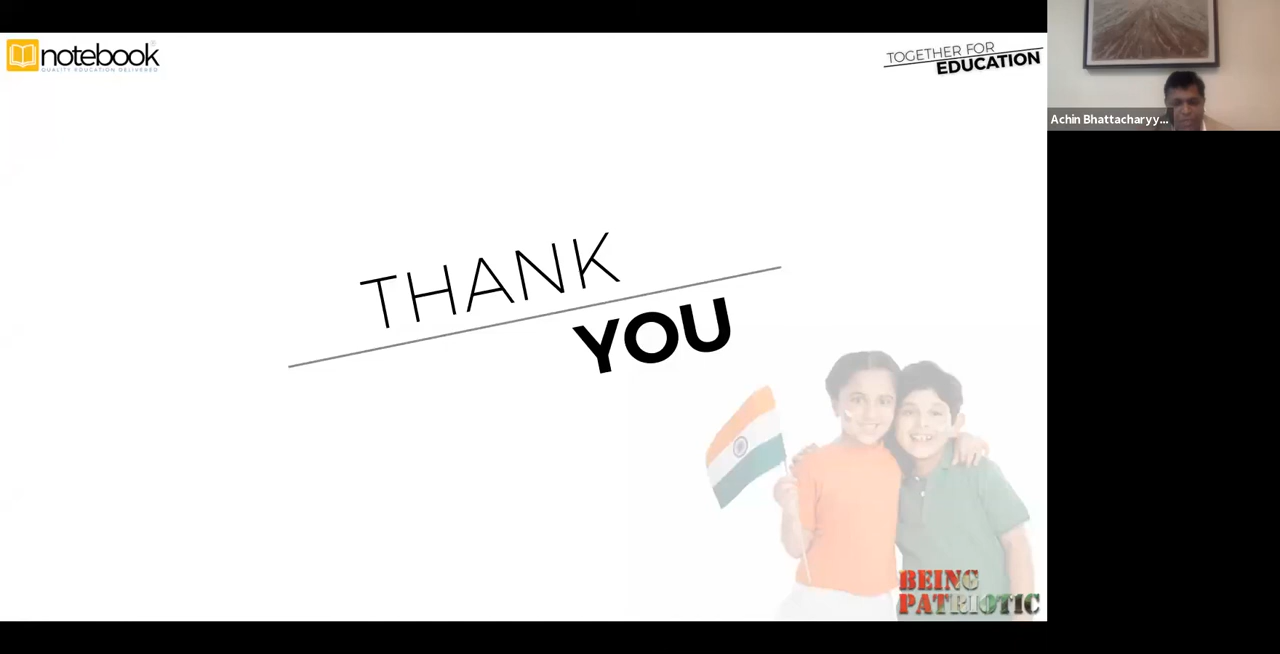 notebook
QUALITY EDUCATION DELIVERED
TOGETHER FOR
EDUCATION
Achin Bhattacharyy...
THANK
YOU
BEING
PATRIOTIC